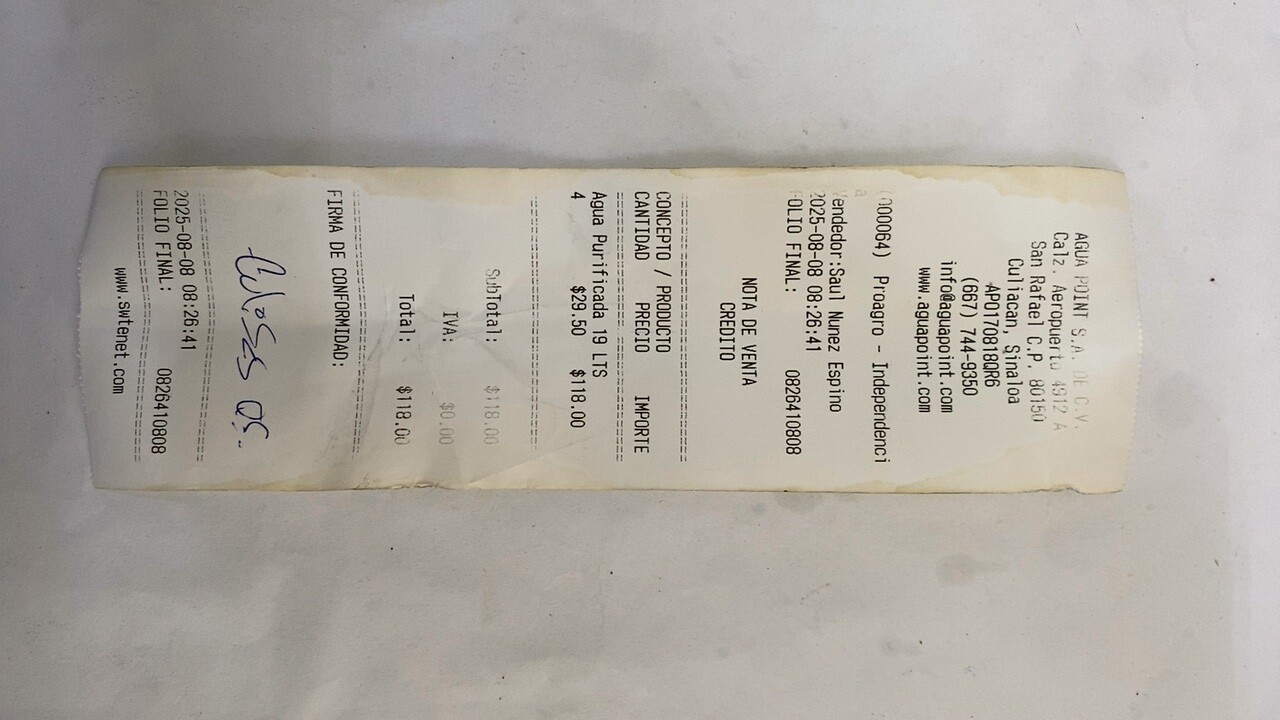 AGUA POINT S.A. DE C.V.
Calz. Aeropuerto 4912 A
San Rafael C.P. 80150
Culiacan, Sinaloa
APO170818QR6
(667) 744-9350
info@aguapoint.com
www.aguapoint.com
(000064) Proagro - Independenci
a
Vendedor:Saul Nunez Espino
2025-08-08 08:26:41
FOLIO FINAL: 0826410808
NOTA DE VENTA
CREDITO
CONCEPTO / PRODUCTO
CANTIDAD PRECIO IMPORTE
Agua Purificada 19 LTS
4 $29.50 $118.00
SubTotal: $118.00
IVA: $0.00
Total: $118.00
FIRMA DE CONFORMIDAD:
2025-08-08 08:26:41
FOLIO FINAL: 0826410808
www.swtenet.com